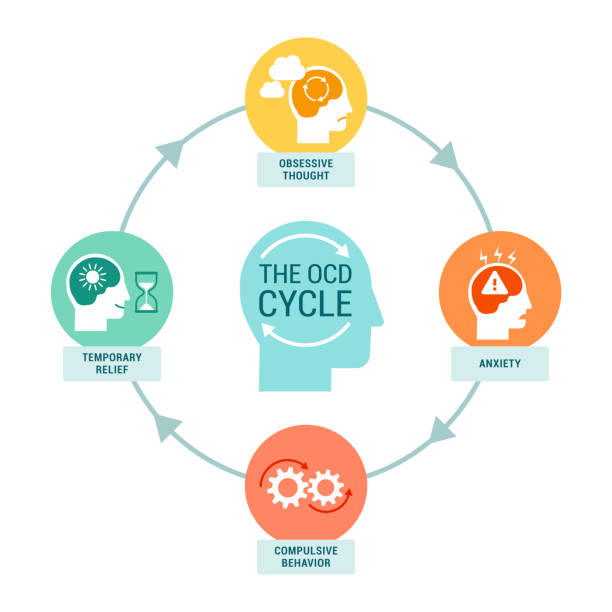 OBSESSIVE
THOUGHT
THE OCD
CYCLE
TEMPORARY
RELIEF
ANXIETY
COMPULSIVE
BEHAVIOR